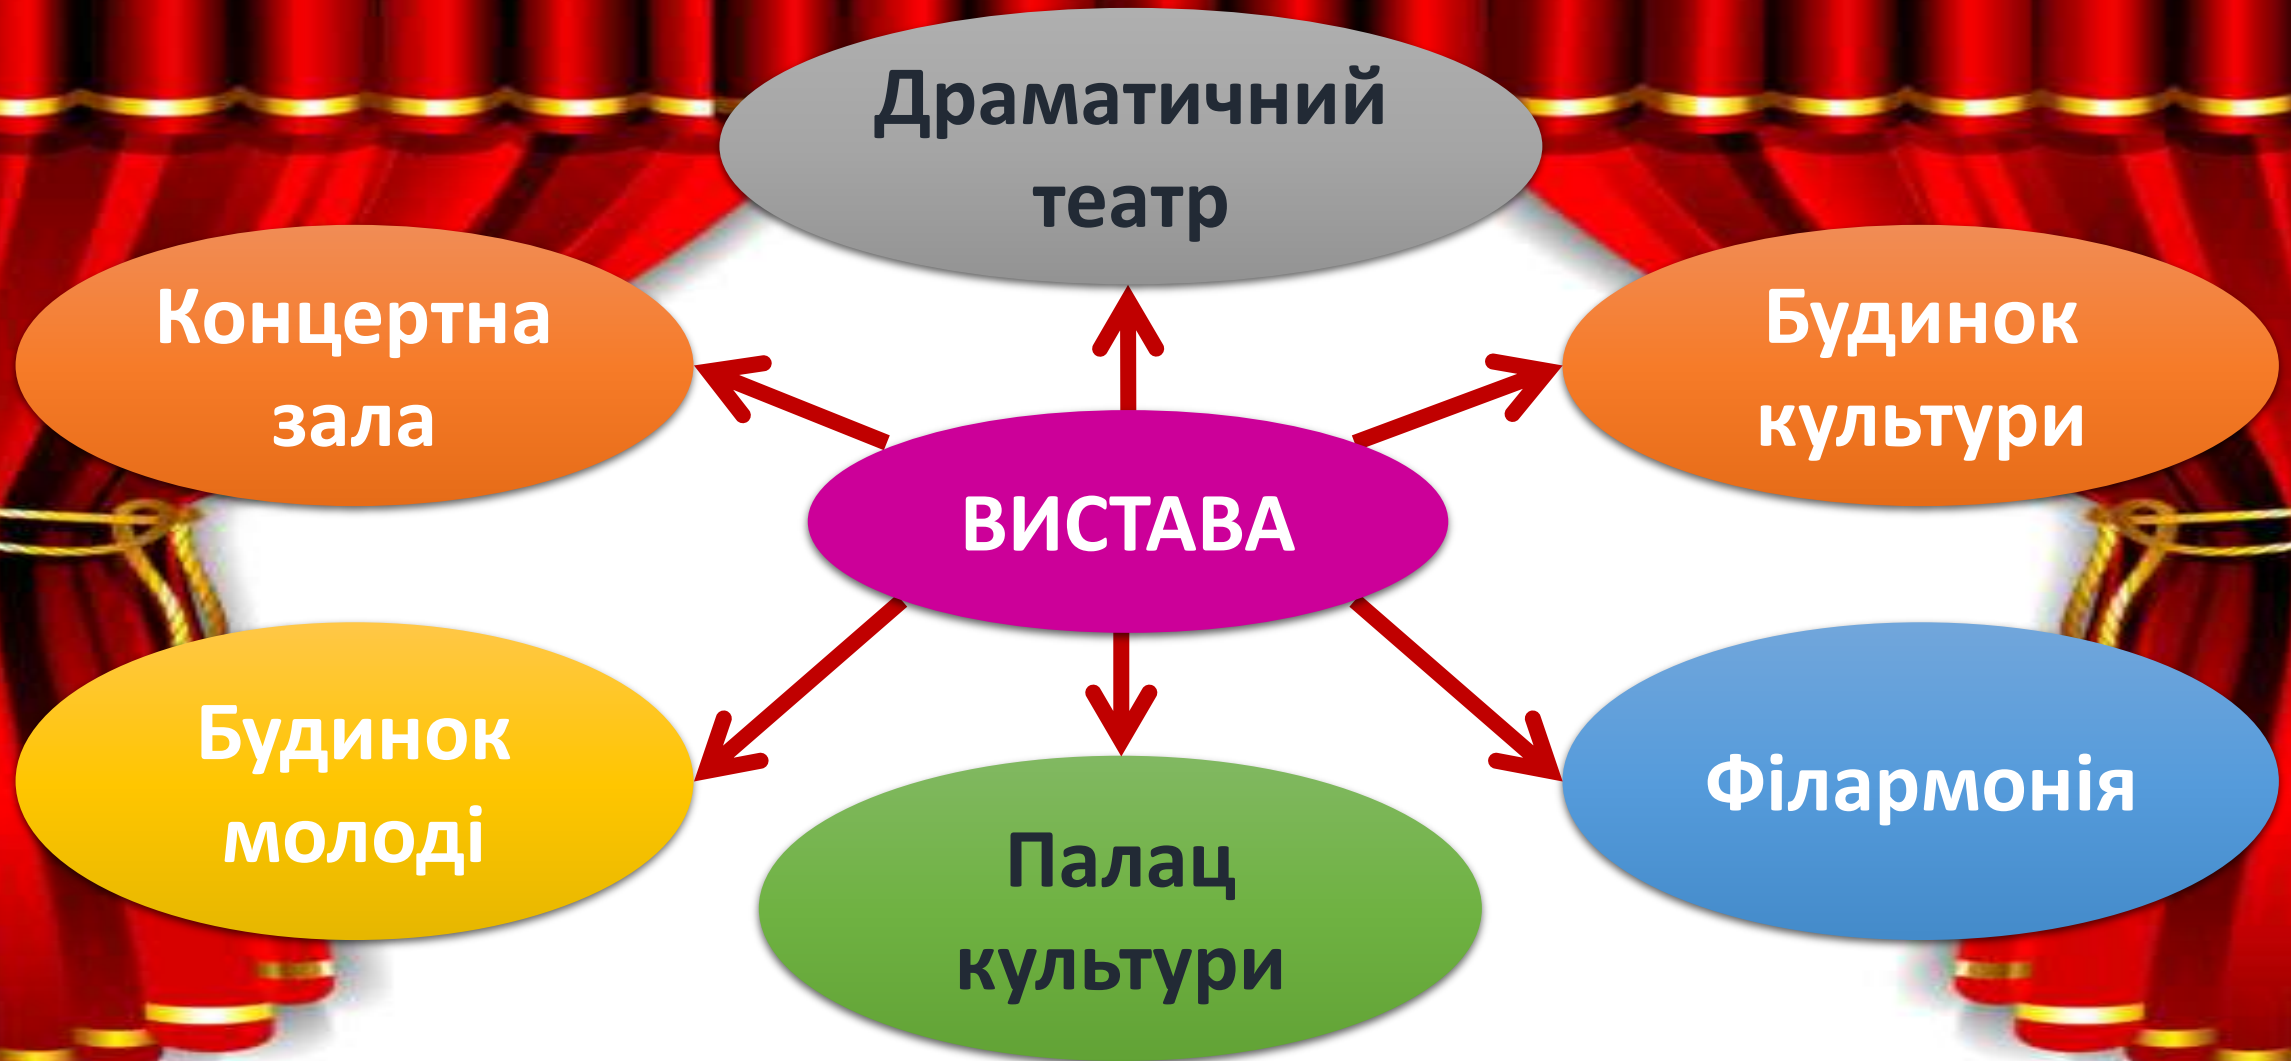 Драматичний
театр
Концертна
зала
Будинок
культури
ВИСТАВА
Будинок
молоді
Філармонія
Палац
культури